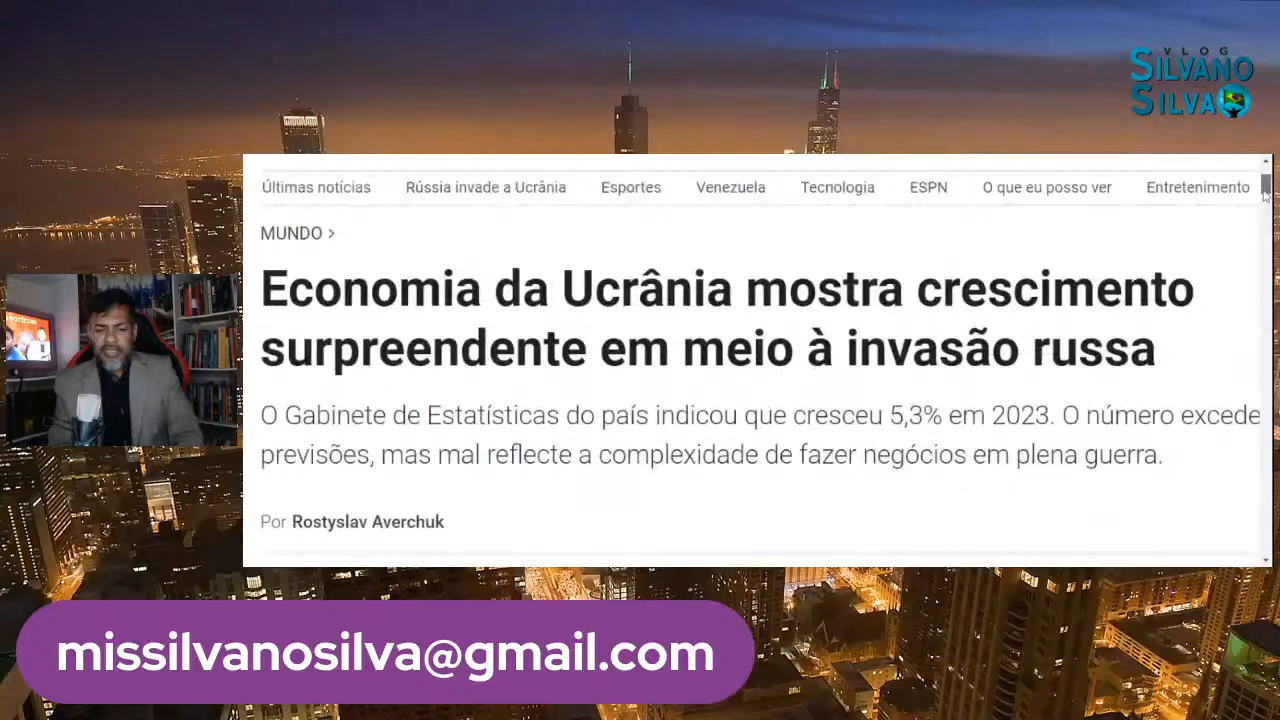 VLOG
SILVANO
SILVA
Últimas notícias Rússia invade a Ucrânia Esportes Venezuela Tecnologia ESPN O que eu posso ver Entretenimento
MUNDO >
Economia da Ucrânia mostra crescimento
surpreendente em meio à invasão russa
O Gabinete de Estatísticas do país indicou que cresceu 5,3% em 2023. O número excede
previsões, mas mal reflecte a complexidade de fazer negócios em plena guerra.
Por Rostyslav Averchuk
missilvanosilva@gmail.com